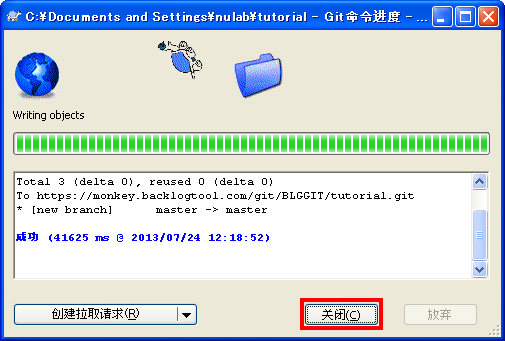 C:¥Documents and Settings¥nulab¥tutorial - Git命令进度 - ...
Writing objects
Total 3 (delta 0), reused 0 (delta 0)
To https://monkey.backlogtool.com/git/BLGGIT/tutorial.git
* [new branch]      master -> master
成功 (41625 ms @ 2013/07/24 12:18:52)
创建拉取请求(R)
关闭(C)
放弃